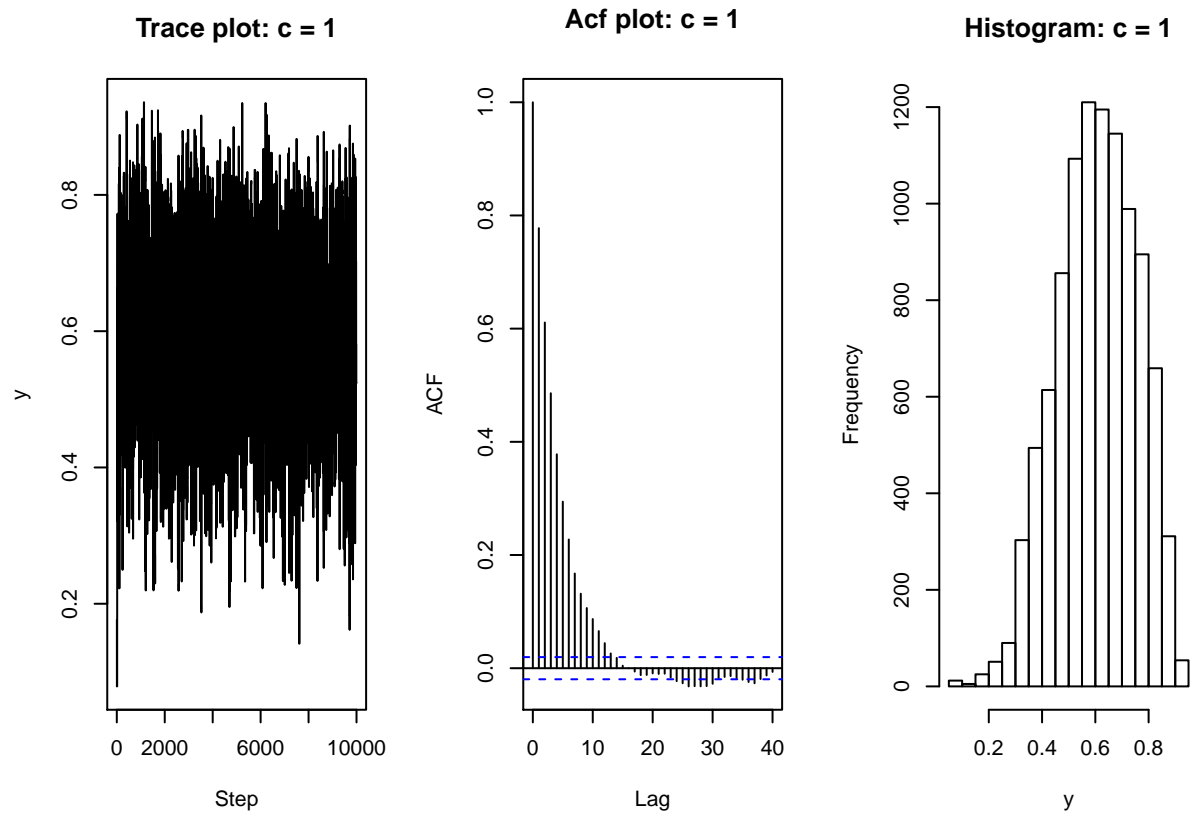 Trace plot: c = 1
0.2
0.4
0.6
0.8
y
0 2000 6000 10000
Step
Acf plot: c = 1
0.0
0.2
0.4
0.6
0.8
1.0
ACF
0 10 20 30 40
Lag
Histogram: c = 1
0
200
400
600
800
1000
1200
Frequency
0.2 0.4 0.6 0.8
y